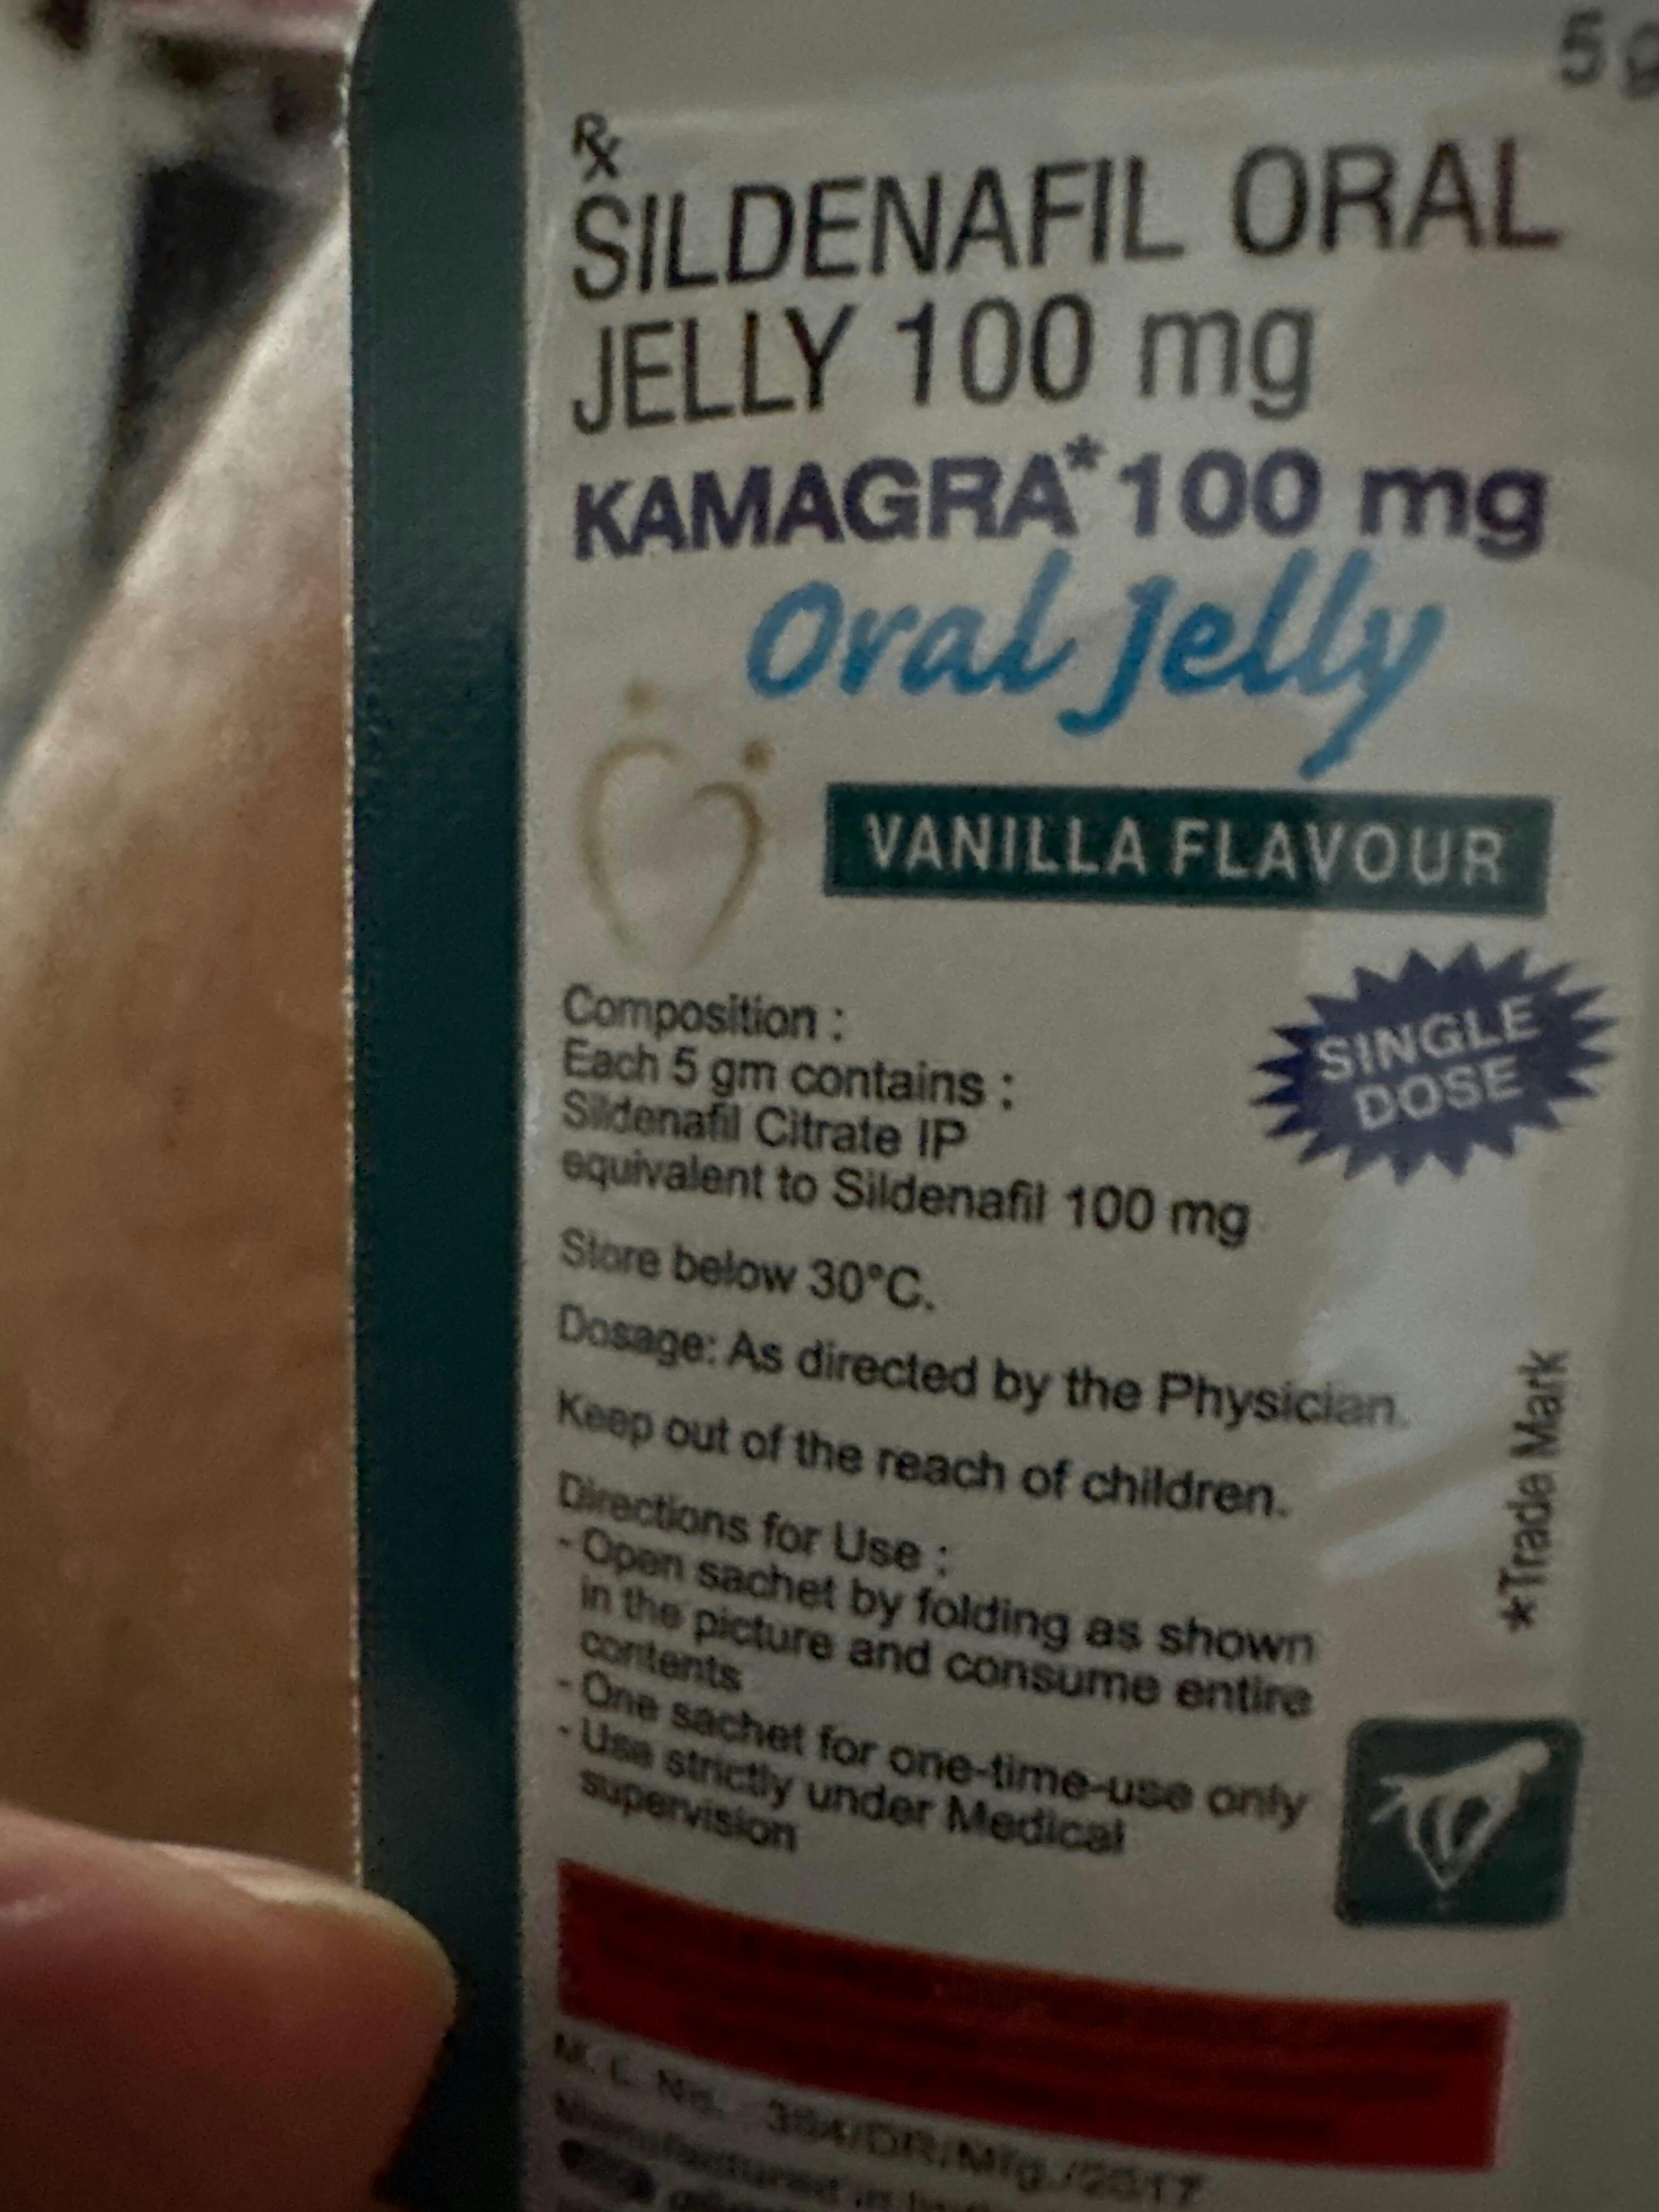 5 g
Rx
SILDENAFIL ORAL
JELLY 100 mg
KAMAGRA* 100 mg
Oral Jelly
VANILLA FLAVOUR
SINGLE
DOSE
Composition :
Each 5 gm contains :
Sildenafil Citrate IP
equivalent to Sildenafil 100 mg
Store below 30°C.
Dosage: As directed by the Physician.
Keep out of the reach of children.
Directions for Use :
- Open sachet by folding as shown
in the picture and consume entire
contents
- One sachet for one-time-use only
- Use strictly under Medical
supervision
*Trade Mark
M. L. No.